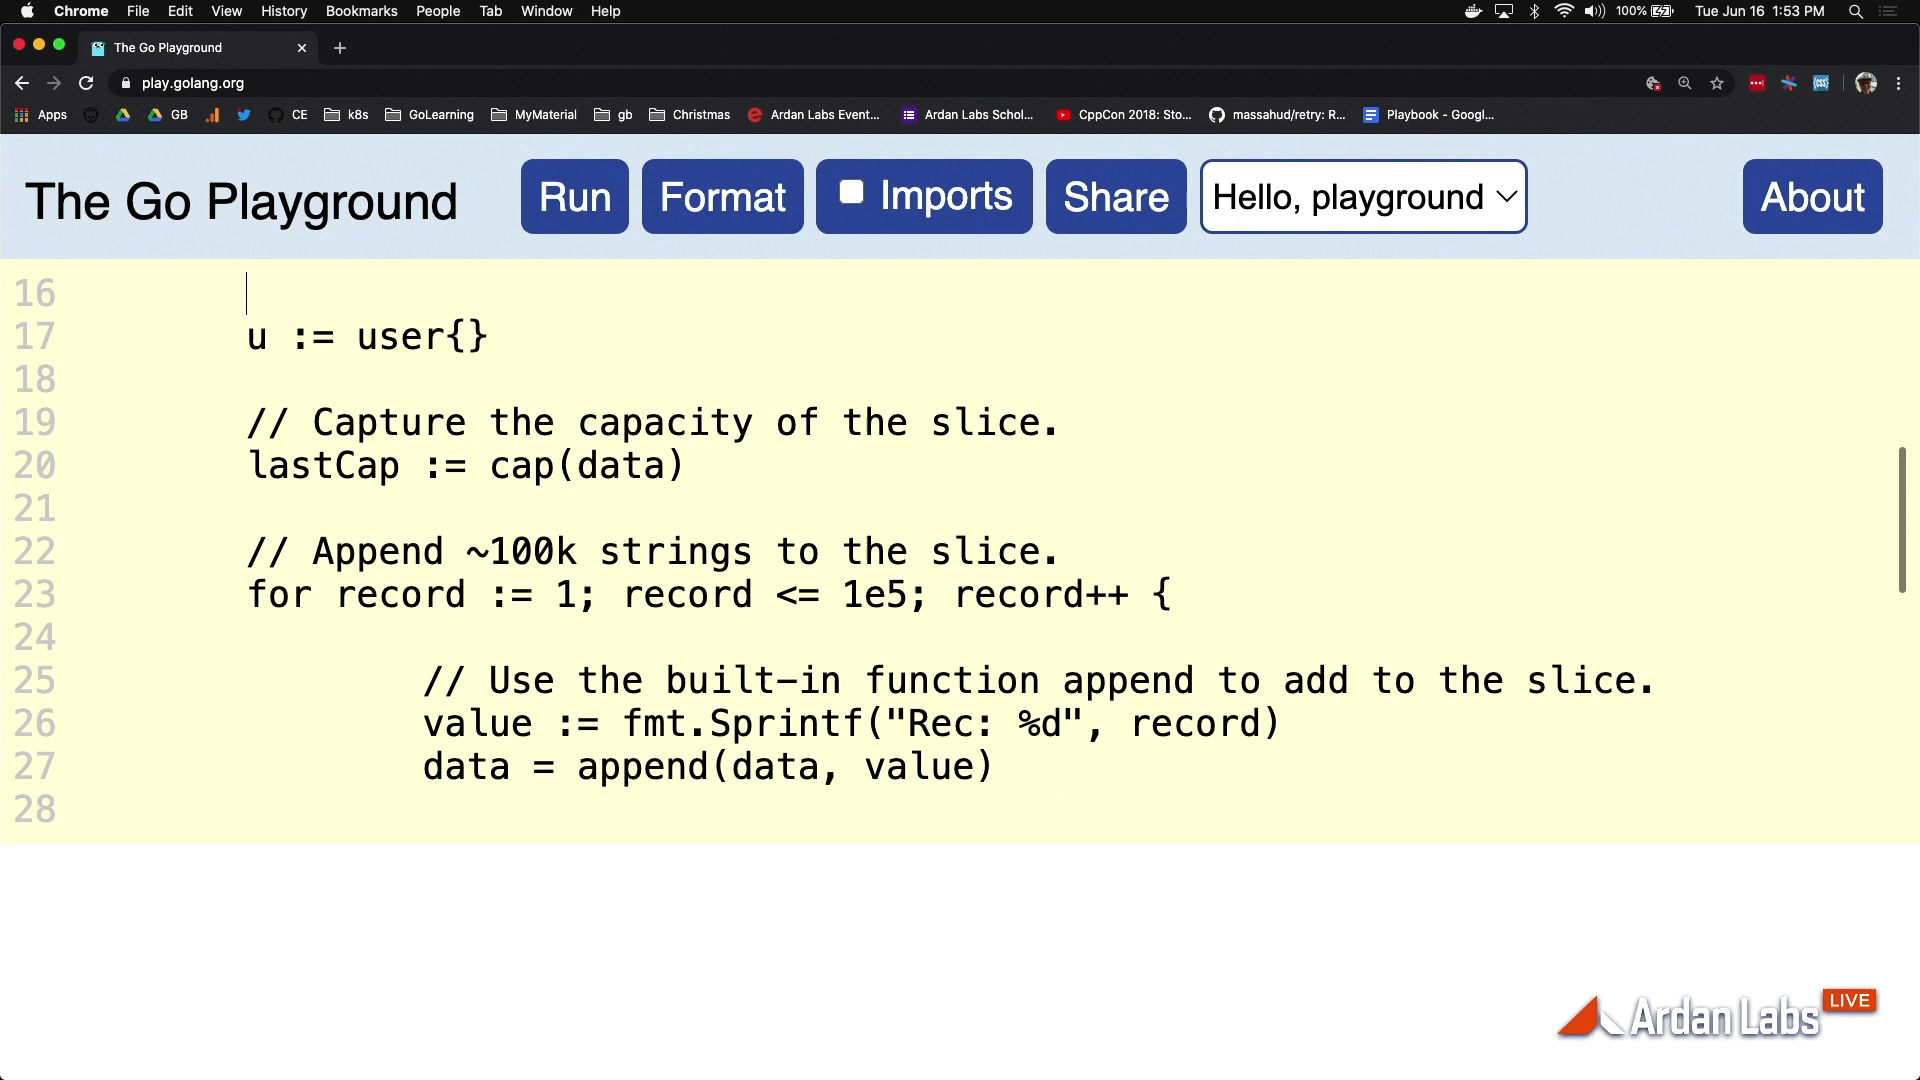 Chrome File Edit View History Bookmarks People Tab Window Help 100% Tue Jun 16 1:53 PM
The Go Playground
play.golang.org
Apps GB CE k8s GoLearning MyMaterial gb Christmas Ardan Labs Event... Ardan Labs Schol... CppCon 2018: Sto... massahud/retry: R... Playbook - Googl...
The Go Playground Run Format Imports Share Hello, playground About
16
17 u := user{}
18
19 // Capture the capacity of the slice.
20 lastCap := cap(data)
21
22 // Append ~100k strings to the slice.
23 for record := 1; record <= 1e5; record++ {
24
25 // Use the built-in function append to add to the slice.
26 value := fmt.Sprintf("Rec: %d", record)
27 data = append(data, value)
28
Ardan Labs LIVE